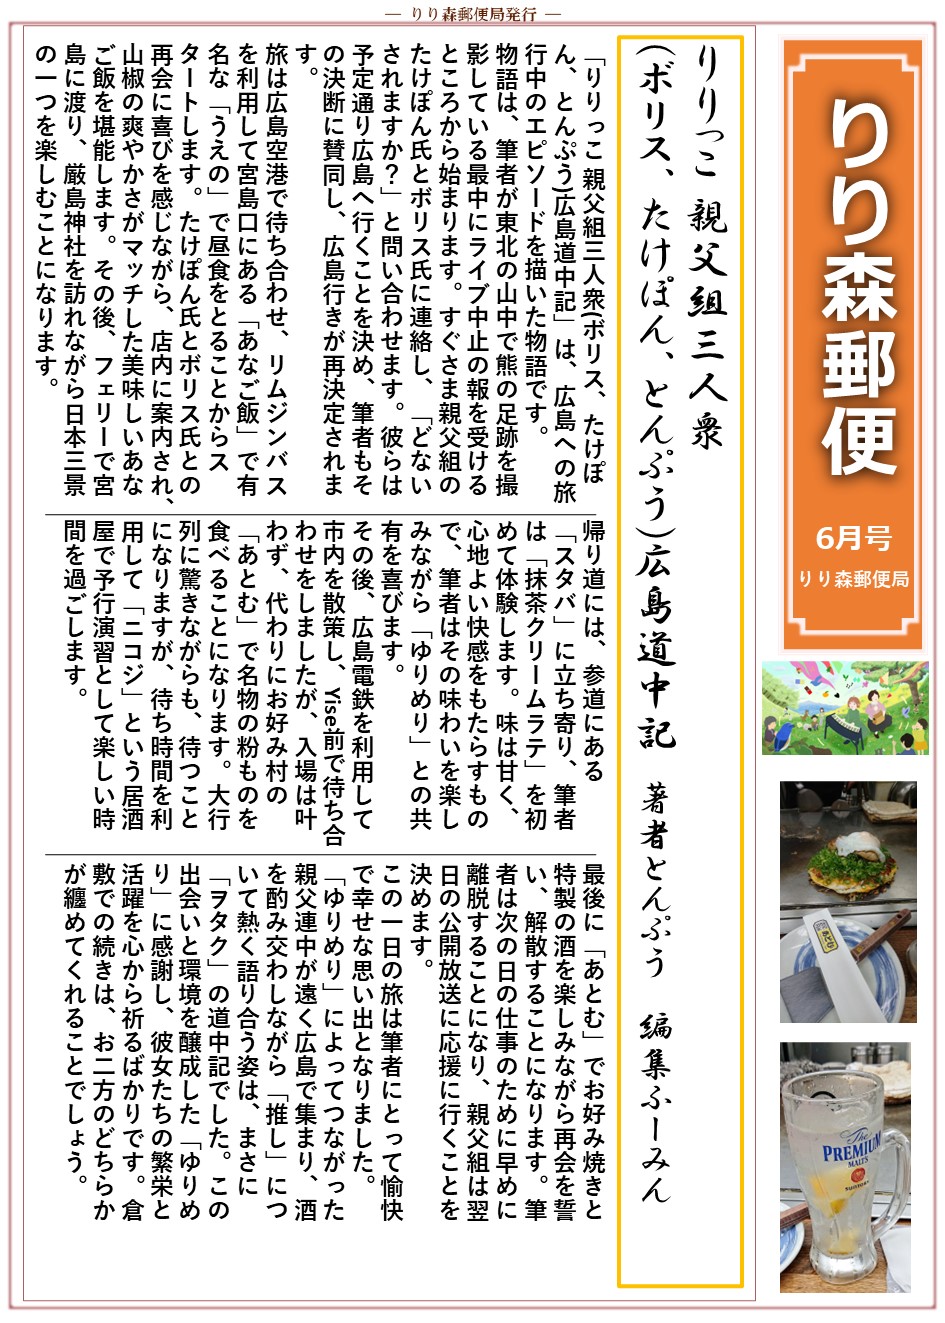 ― りり森郵便局発行 ―
りり森郵便
6月号
りり森郵便局
りりっこ 親父組三人衆
(ボリス、たけぽん、とんぷう)広島道中記 著者とんぷう 編集ふーみん
「りりっこ 親父組三人衆(ボリス、たけぽ
ん、とんぷう)広島道中記」は、広島への旅
行中のエピソードを描いた物語です。
物語は、筆者が東北の山中で熊の足跡を撮
影している最中にライブ中止の報を受ける
ところから始まります。すぐさま親父組の
たけぽん氏とボリス氏に連絡し、「どない
されますか?」と問い合わせます。彼らは
予定通り広島へ行くことを決め、筆者もそ
の決断に賛同し、広島行きが再決定されま
す。
旅は広島空港で待ち合わせ、リムジンバス
を利用して宮島口にある「あなご飯」で有
名な「うえの」で昼食をとることからス
タートします。たけぽん氏とボリス氏との
再会に喜びを感じながら、店内に案内され、
山椒の爽やかさがマッチした美味しいあな
ご飯を堪能します。その後、フェリーで宮
島に渡り、厳島神社を訪れながら日本三景
の一つを楽しむことになります。
帰り道には、参道にある
「スタバ」に立ち寄り、筆者
は「抹茶クリームラテ」を初
めて体験します。味は甘く、
心地よい快感をもたらすもの
で、筆者はその味わいを楽し
みながら「ゆりめり」との共
有を喜びます。
その後、広島電鉄を利用して
市内を散策し、Yise前で待ち合
わせをしましたが、入場は叶
わず、代わりにお好み村の
「あとむ」で名物の粉ものを
食べることになります。大行
列に驚きながらも、待つこと
になりますが、待ち時間を利
用して「ニコジ」という居酒
屋で予行演習として楽しい時
間を過ごします。
最後に「あとむ」でお好み焼きと
特製の酒を楽しみながら再会を誓
い、解散することになります。筆
者は次の日の仕事のために早めに
離脱することになり、親父組は翌
日の公開放送に応援に行くことを
決めます。
この一日の旅は筆者にとって愉快
で幸せな思い出となりました。
「ゆりめり」によってつながった
親父連中が遠く広島で集まり、酒
を酌み交わしながら「推し」につ
いて熱く語り合う姿は、まさに
「ヲタク」の道中記でした。この
出会いと環境を醸成した「ゆりめ
り」に感謝し、彼女たちの繁栄と
活躍を心から祈るばかりです。倉
敷での続きは、お二方のどちらか
が纏めてくれることでしょう。
The
PREMIUM
MALT'S
SUNTORY